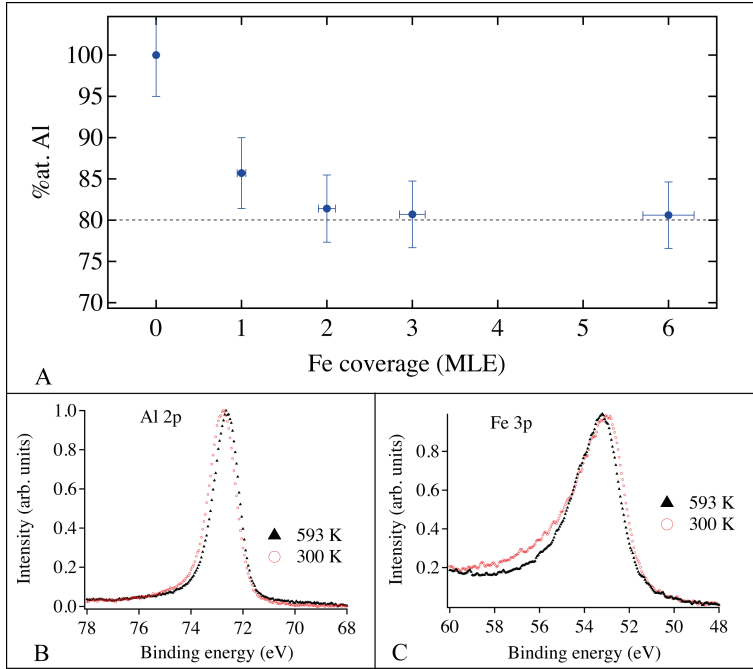 %at. Al
100
95
90
85
80
75
70
0 1 2 3 4 5 6
Fe coverage (MLE)
A
Al 2p
Intensity (arb. units)
1.0
0.8
0.6
0.4
0.2
0.0
593 K
300 K
78 76 74 72 70 68
Binding energy (eV)
B
Fe 3p
Intensity (arb. units)
1.0
0.8
0.6
0.4
0.2
593 K
300 K
60 58 56 54 52 50 48
Binding energy (eV)
C